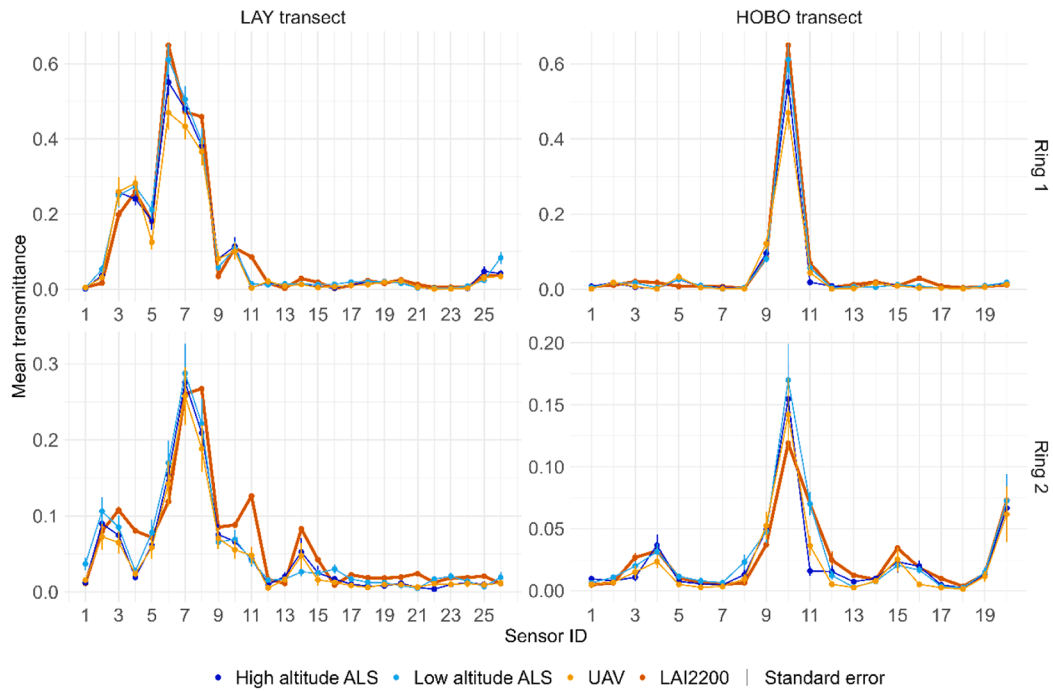 LAY transect HOBO transect
0.6
0.4
0.2
0.0
1 3 5 7 9 11 13 15 17 19 21 23 25
0.6
0.4
0.2
0.0
1 3 5 7 9 11 13 15 17 19
Ring 1
Mean transmittance
0.3
0.2
0.1
0.0
1 3 5 7 9 11 13 15 17 19 21 23 25
0.20
0.15
0.10
0.05
0.00
1 3 5 7 9 11 13 15 17 19
Ring 2
Sensor ID
High altitude ALS Low altitude ALS UAV LAI2200 Standard error